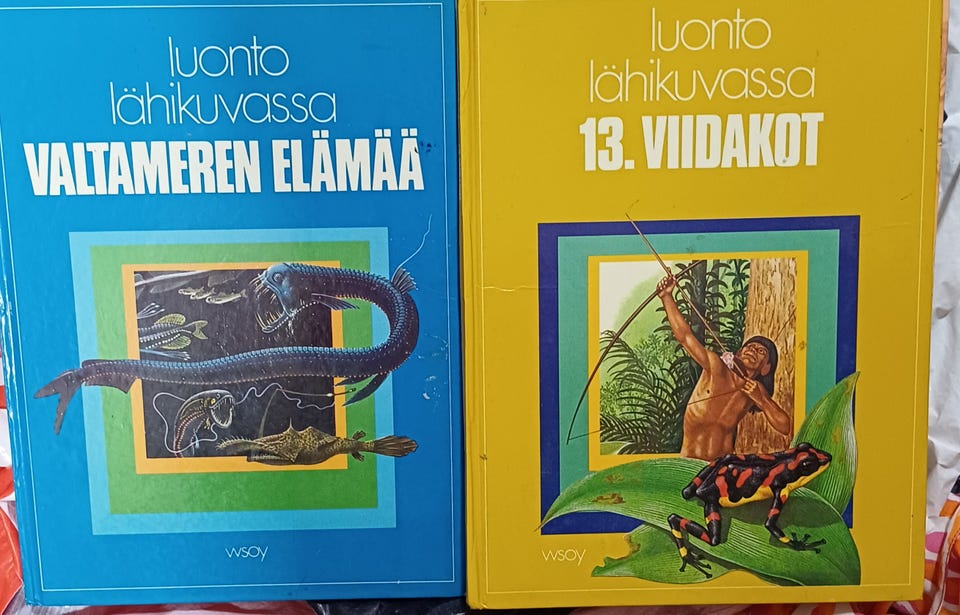 luonto
lähikuvassa
VALTAMEREN ELÄMÄÄ
wsoy
luonto
lähikuvassa
13. VIIDAKOT
wsoy